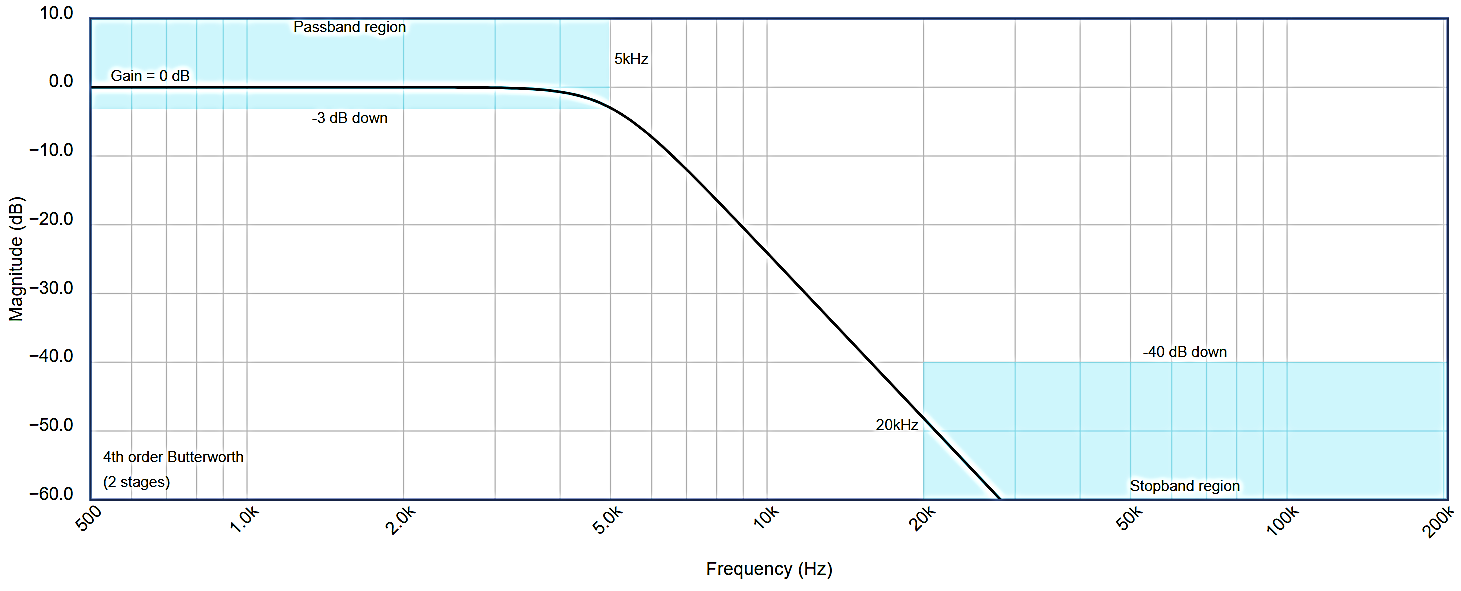 10.0
Passband region
5kHz
Gain = 0 dB
0.0
-3 dB down
−10.0
−20.0
Magnitude (dB)
−30.0
−40.0
-40 dB down
20kHz
−50.0
4th order Butterworth
(2 stages)
Stopband region
−60.0
500
1.0k
2.0k
5.0k
10k
20k
50k
100k
200k
Frequency (Hz)